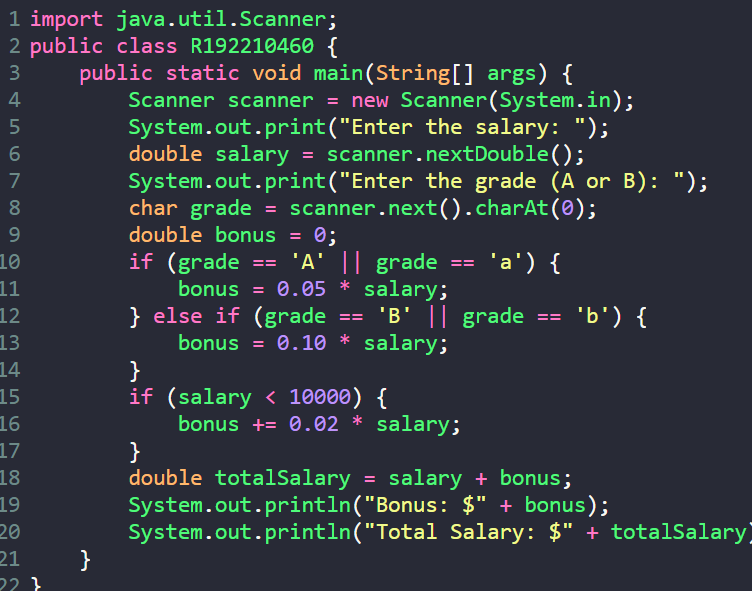 1 import java.util.Scanner;
2 public class R192210460 {
3     public static void main(String[] args) {
4         Scanner scanner = new Scanner(System.in);
5         System.out.print("Enter the salary: ");
6         double salary = scanner.nextDouble();
7         System.out.print("Enter the grade (A or B): ");
8         char grade = scanner.next().charAt(0);
9         double bonus = 0;
10         if (grade == 'A' || grade == 'a') {
11             bonus = 0.05 * salary;
12         } else if (grade == 'B' || grade == 'b') {
13             bonus = 0.10 * salary;
14         }
15         if (salary < 10000) {
16             bonus += 0.02 * salary;
17         }
18         double totalSalary = salary + bonus;
19         System.out.println("Bonus: $" + bonus);
20         System.out.println("Total Salary: $" + totalSalary)
21     }
22 }